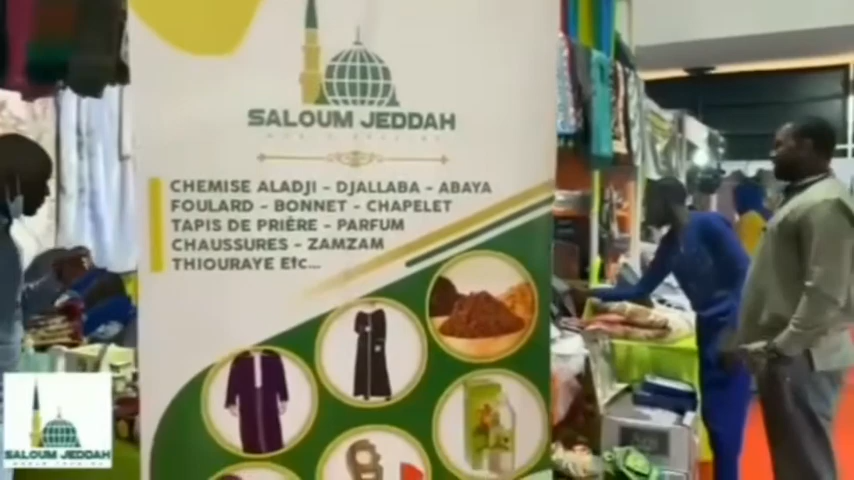 SALOUM JEDDAH
CHEMISE ALADJI - DJALLABA - ABAYA
FOULARD - BONNET - CHAPELET
TAPIS DE PRIÈRE - PARFUM
CHAUSSURES - ZAMZAM
THIOURAYE Etc...
SALOUM JEDDAH